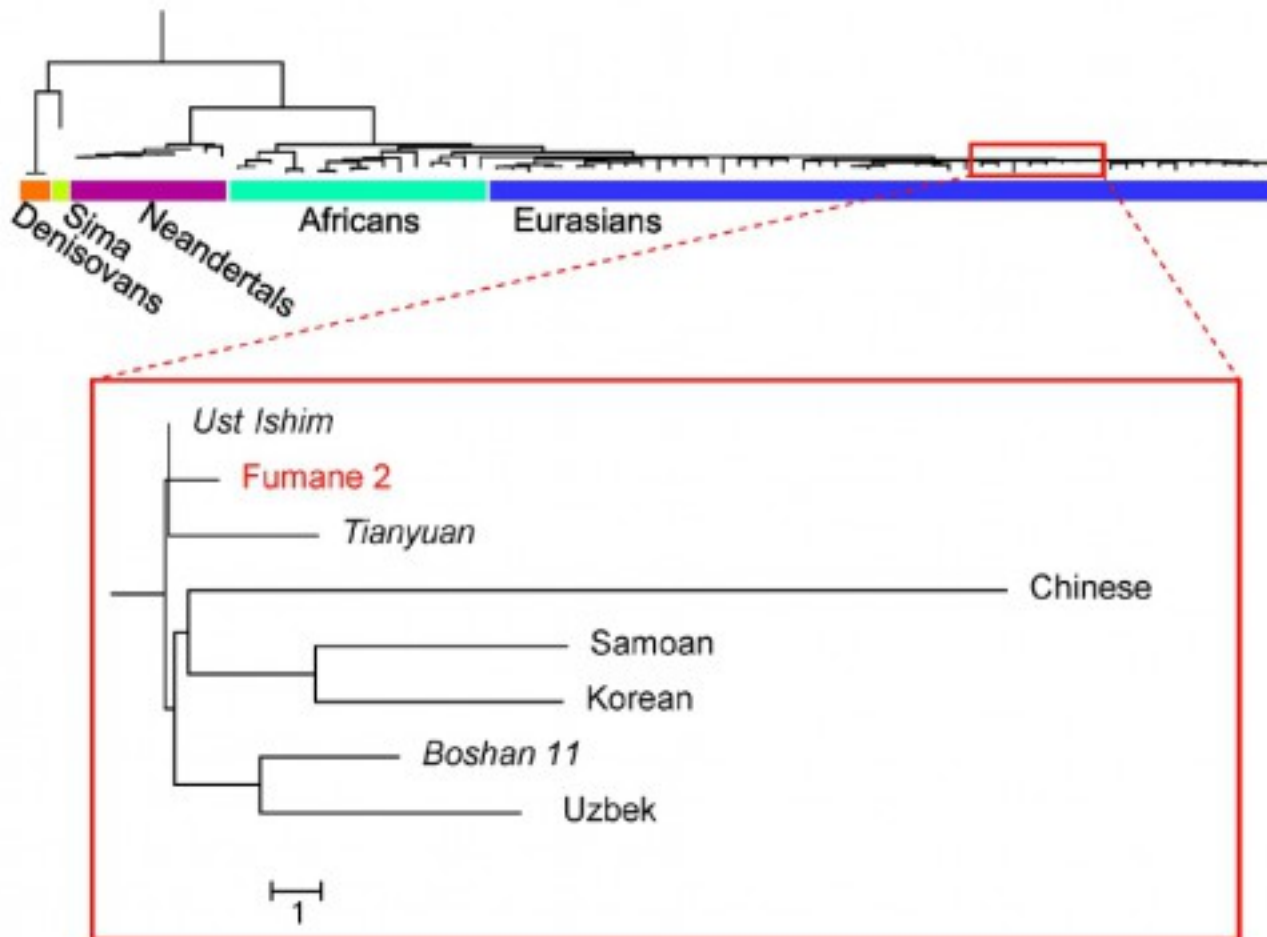 Denisovans
Sima
Neandertals
Africans
Eurasians
Ust Ishim
Fumane 2
Tianyuan
Chinese
Samoan
Korean
Boshan 11
Uzbek
1